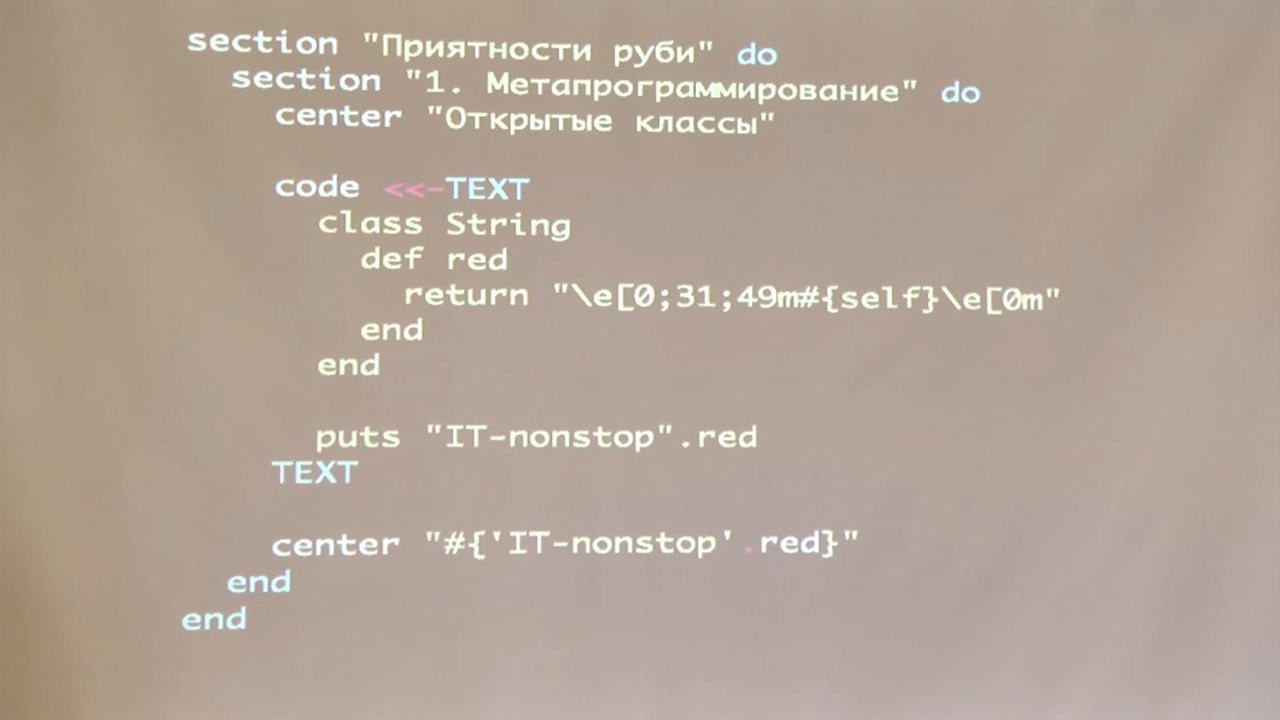 section "Приятности руби" do
section "1. Метапрограммирование" do
center "Открытые классы"
code <<-TEXT
class String
def red
return "\e[0;31;49m#{self}\e[0m"
end
end
puts "IT-nonstop".red
TEXT
center "#{'IT-nonstop'.red}"
end
end